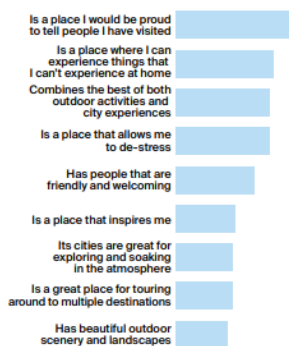 Is a place I would be proud
to tell people I have visited
Is a place where I can
experience things that
I can't experience at home
Combines the best of both
outdoor activities and
city experiences
Is a place that allows me
to de-stress
Has people that are
friendly and welcoming
Is a place that inspires me
Its cities are great for
exploring and soaking
in the atmosphere
Is a great place for touring
around to multiple destinations
Has beautiful outdoor
scenery and landscapes